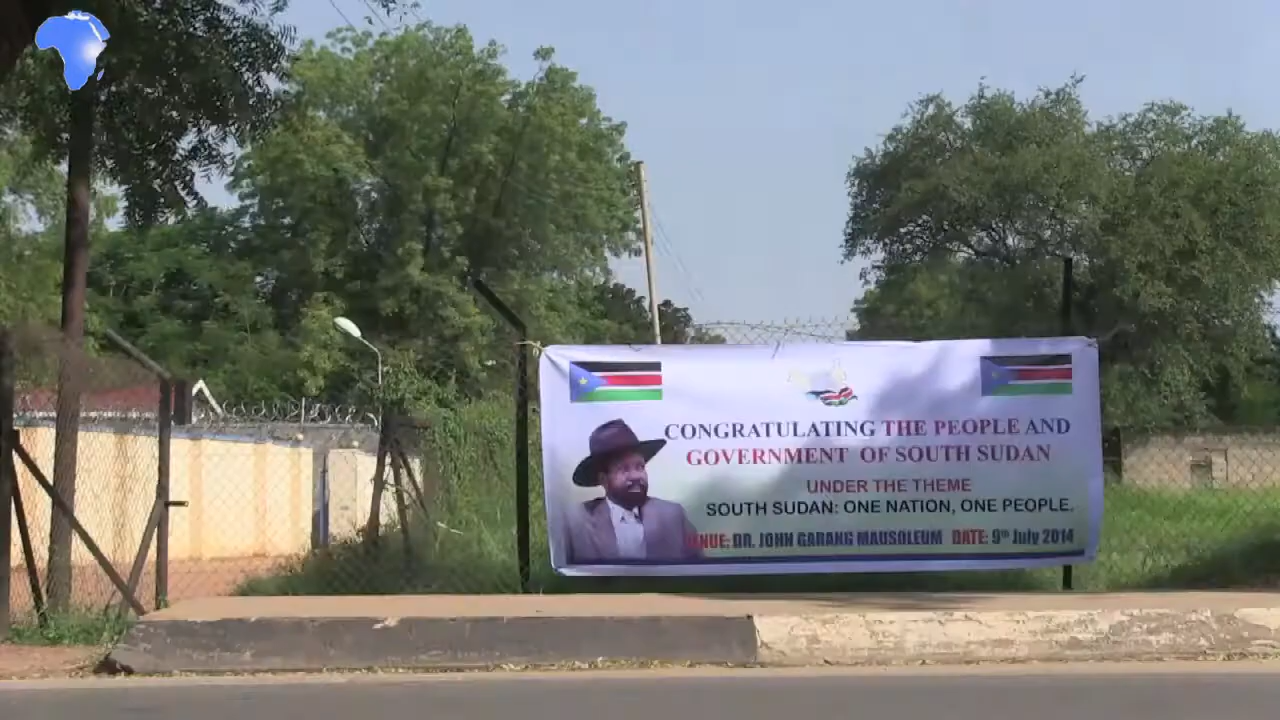 CONGRATULATING THE PEOPLE AND
GOVERNMENT OF SOUTH SUDAN
UNDER THE THEME
SOUTH SUDAN: ONE NATION, ONE PEOPLE.
VENUE: DR. JOHN GARANG MAUSOLEUM DATE: 9th July 2014